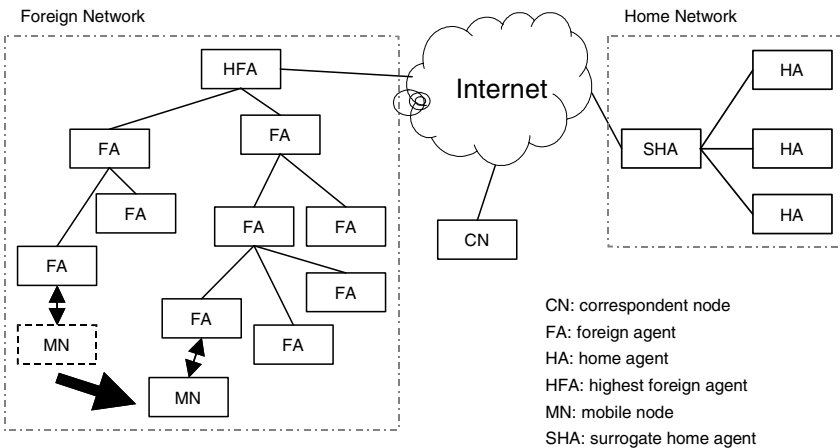 Foreign Network
Home Network
HFA
Internet
HA
FA
FA
SHA
HA
FA
FA
FA
HA
CN
FA
FA
FA
FA
MN
MN
CN: correspondent node
FA: foreign agent
HA: home agent
HFA: highest foreign agent
MN: mobile node
SHA: surrogate home agent